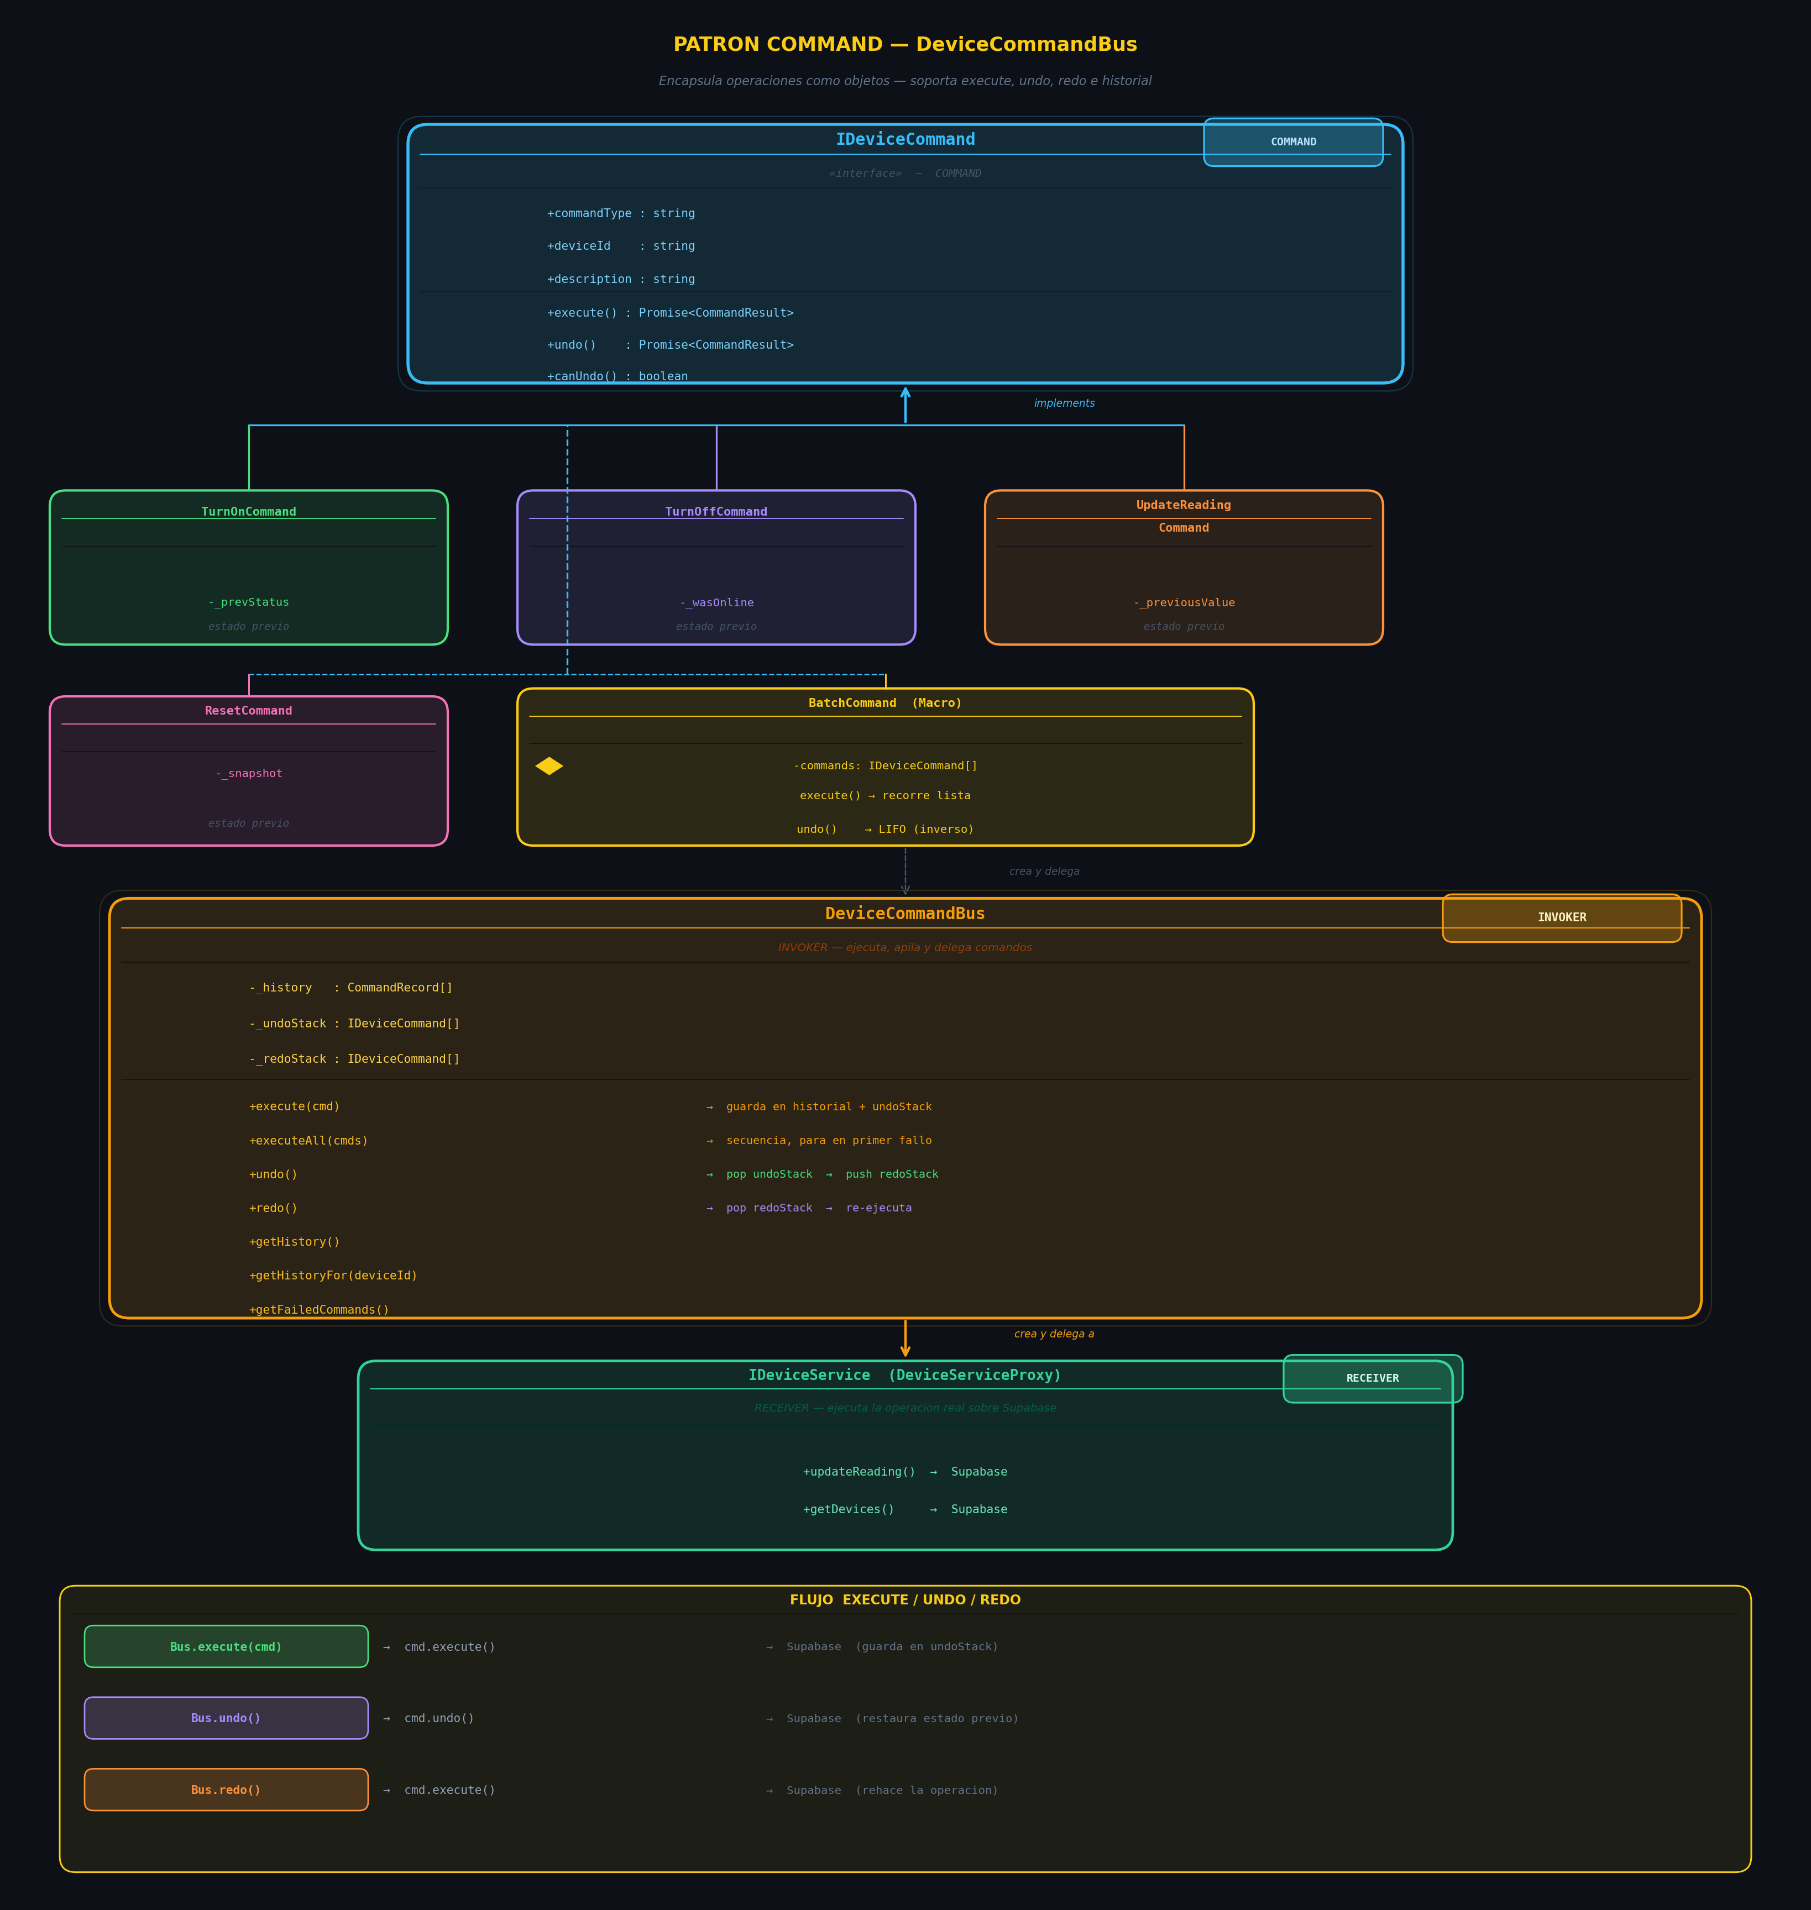 PATRON COMMAND — DeviceCommandBus
Encapsula operaciones como objetos — soporta execute, undo, redo e historial
IDeviceCommand
COMMAND
«interface» — COMMAND
+commandType : string
+deviceId : string
+description : string
+execute() : Promise<CommandResult>
+undo() : Promise<CommandResult>
+canUndo() : boolean
implements
TurnOnCommand
-_prevStatus
estado previo
TurnOffCommand
-_wasOnline
estado previo
UpdateReading
Command
-_previousValue
estado previo
ResetCommand
-_snapshot
estado previo
BatchCommand (Macro)
-commands: IDeviceCommand[]
execute() → recorre lista
undo() → LIFO (inverso)
crea y delega
DeviceCommandBus
INVOKER
INVOKER — ejecuta, apila y delega comandos
-_history : CommandRecord[]
-_undoStack : IDeviceCommand[]
-_redoStack : IDeviceCommand[]
+execute(cmd) → guarda en historial + undoStack
+executeAll(cmds) → secuencia, para en primer fallo
+undo() → pop undoStack → push redoStack
+redo() → pop redoStack → re-ejecuta
+getHistory()
+getHistoryFor(deviceId)
+getFailedCommands()
crea y delega a
IDeviceService (DeviceServiceProxy)
RECEIVER
RECEIVER — ejecuta la operacion real sobre Supabase
+updateReading() → Supabase
+getDevices() → Supabase
FLUJO EXECUTE / UNDO / REDO
Bus.execute(cmd) → cmd.execute() → Supabase (guarda en undoStack)
Bus.undo() → cmd.undo() → Supabase (restaura estado previo)
Bus.redo() → cmd.execute() → Supabase (rehace la operacion)